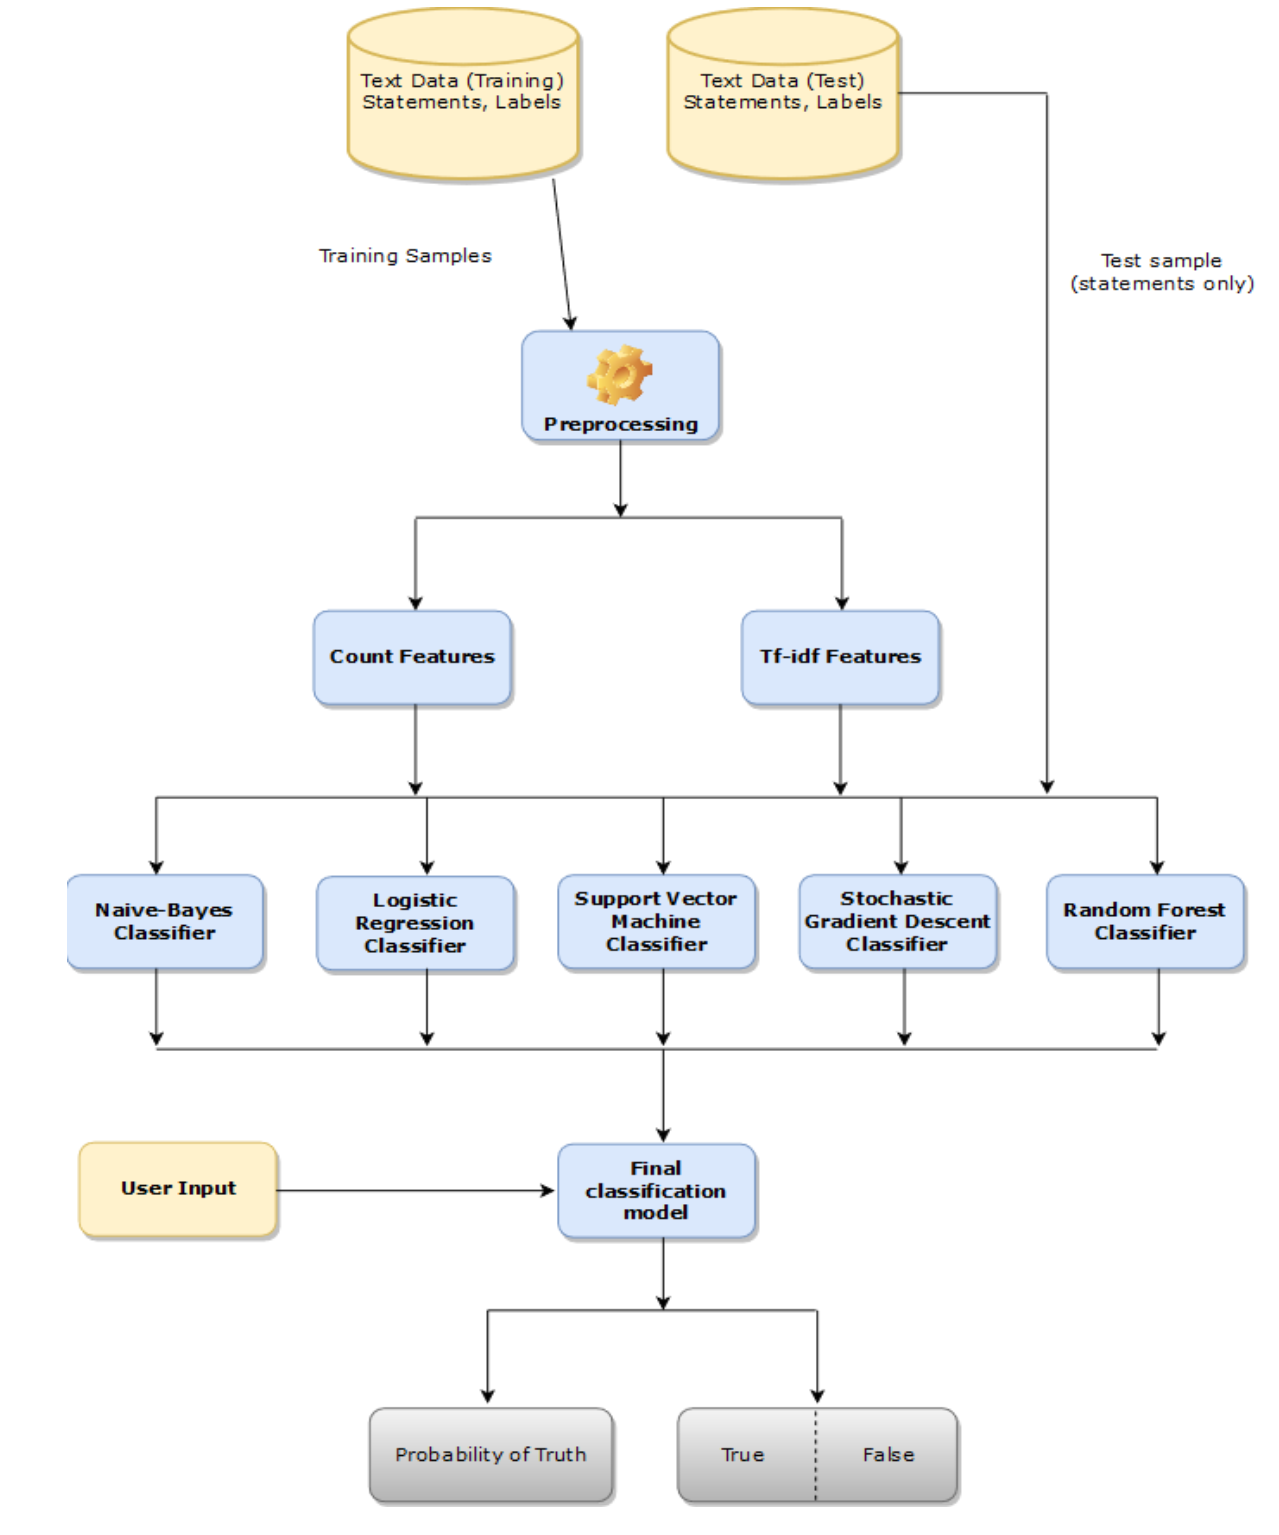 Text Data (Training)
Statements, Labels
Text Data (Test)
Statements, Labels
Training Samples
Test sample
(statements only)
Preprocessing
Count Features
Tf-idf Features
Naive-Bayes
Classifier
Logistic
Regression
Classifier
Support Vector
Machine
Classifier
Stochastic
Gradient Descent
Classifier
Random Forest
Classifier
User Input
Final
classification
model
Probability of Truth
True
False